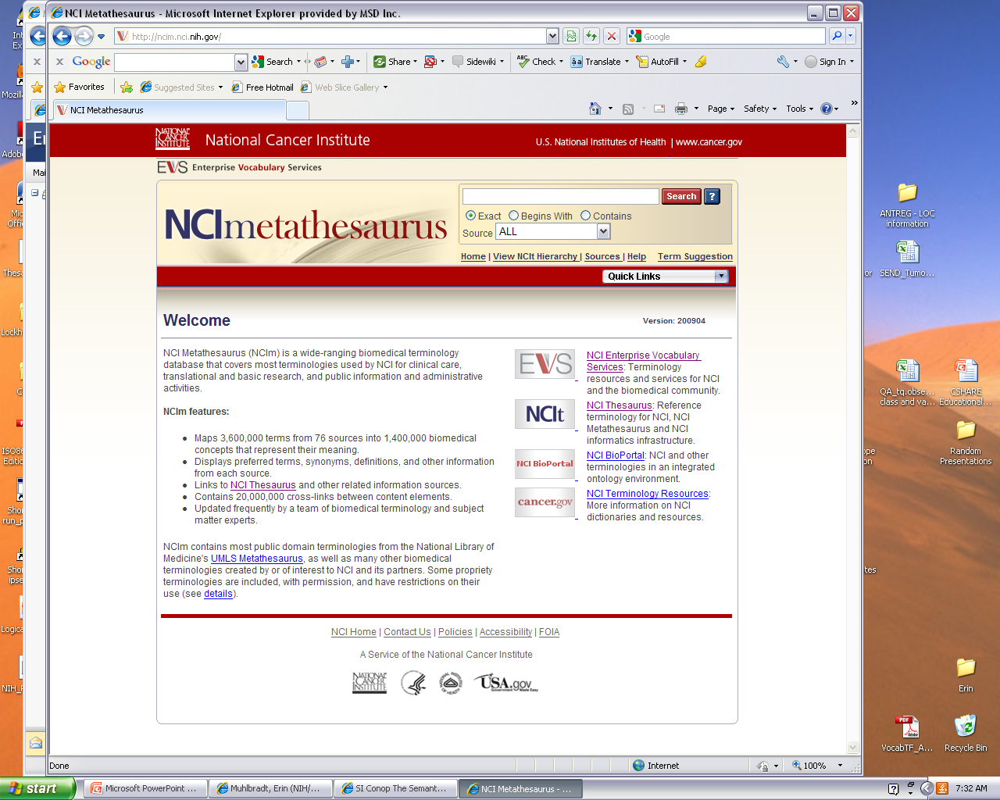 NCI Metathesaurus - Microsoft Internet Explorer provided by MSD Inc.
http://ncim.nci.nih.gov/
Google
Google
Search
Share
Sidewiki
Check
Translate
AutoFill
Sign In
Favorites
Suggested Sites
Free Hotmail
Web Slice Gallery
NCI Metathesaurus
Page
Safety
Tools
NATIONAL CANCER INSTITUTE
National Cancer Institute
U.S. National Institutes of Health | www.cancer.gov
EVS Enterprise Vocabulary Services
NCImetathesaurus
Search
?
Exact Begins With Contains
Source ALL
Home | View NCIt Hierarchy | Sources | Help Term Suggestion
Quick Links
Welcome
Version: 200904
NCI Metathesaurus (NCIm) is a wide-ranging biomedical terminology
database that covers most terminologies used by NCI for clinical care,
translational and basic research, and public information and administrative
activities.
NCIm features:
Maps 3,600,000 terms from 76 sources into 1,400,000 biomedical
concepts that represent their meaning.
Displays preferred terms, synonyms, definitions, and other information
from each source.
Links to NCI Thesaurus and other related information sources.
Contains 20,000,000 cross-links between content elements.
Updated frequently by a team of biomedical terminology and subject
matter experts.
NCIm contains most public domain terminologies from the National Library of
Medicine's UMLS Metathesaurus, as well as many other biomedical
terminologies created by or of interest to NCI and its partners. Some propriety
terminologies are included, with permission, and have restrictions on their
use (see details).
EVS
NCI Enterprise Vocabulary
Services: Terminology
resources and services for NCI
and the biomedical community.
NCIt
NCI Thesaurus: Reference
terminology for NCI, NCI
Metathesaurus and NCI
informatics infrastructure.
NCI BioPortal
NCI BioPortal: NCI and other
terminologies in an integrated
ontology environment.
cancer.gov
NCI Terminology Resources:
More information on NCI
dictionaries and resources.
NCI Home | Contact Us | Policies | Accessibility | FOIA
A Service of the National Cancer Institute
NATIONAL CANCER INSTITUTE
USA.gov
Government Made Easy
Done
Internet
100%
ANTREG - LOC
information
SEND_Tumo...
QA_tq.obse...
class and va...
CSHARE
Educational...
Random
Presentations
Erin
VocabTF_A...
Recycle Bin
start
Microsoft PowerPoint ...
Muhlbradt, Erin (NIH/...
SI Conop The Semant...
NCI Metathesaurus - ...
7:32 AM